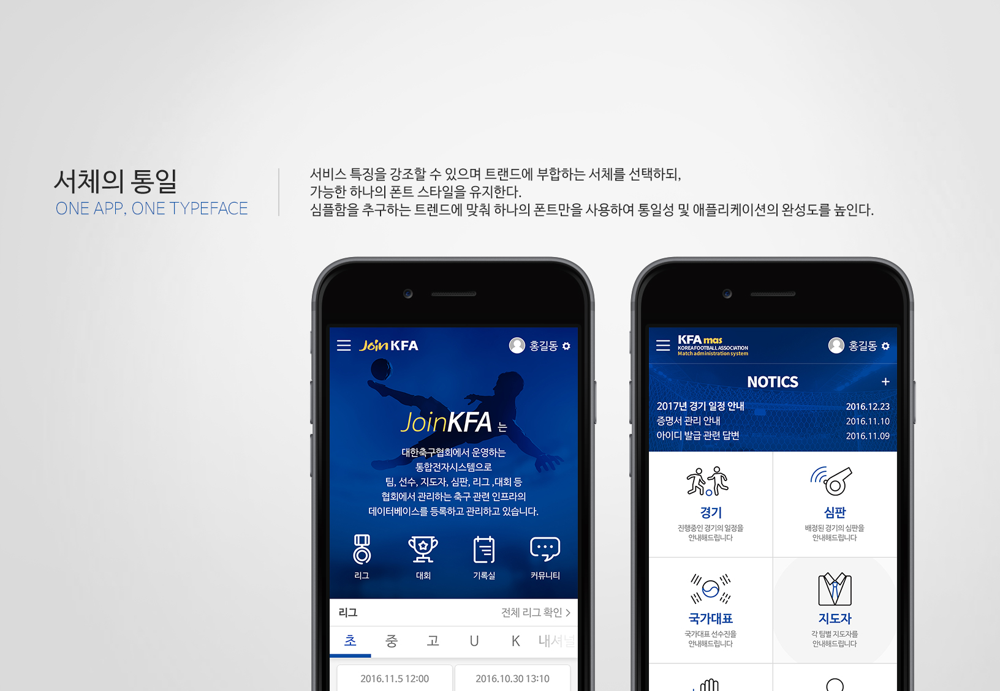 서체의 통일
ONE APP, ONE TYPEFACE
서비스 특징을 강조할 수 있으며 트랜드에 부합하는 서체를 선택하되,
가능한 하나의 폰트 스타일을 유지한다.
심플함을 추구하는 트렌드에 맞춰 하나의 폰트만을 사용하여 통일성 및 애플리케이션의 완성도를 높인다.
Join KFA
홍길동
JoinKFA 는
대한축구협회에서 운영하는
통합전자시스템으로
팀, 선수, 지도자, 심판, 리그 ,대회 등
협회에서 관리하는 축구 관련 인프라의
데이터베이스를 등록하고 관리하고 있습니다.
리그 대회 기록실 커뮤니티
리그 전체 리그 확인 >
초 중 고 U K 내셔널
2016.11.5 12:00 2016.10.30 13:10
KFA mas
KOREA FOOTBALL ASSOCIATION
Match administration system
홍길동
NOTICS +
2017년 경기 일정 안내 2016.12.23
증명서 관리 안내 2016.11.10
아이디 발급 관련 답변 2016.11.09
경기
진행중인 경기의 일정을
안내해드립니다
심판
배정된 경기의 심판을
안내해드립니다
국가대표
국가대표 선수진을
안내해드립니다
지도자
각 팀별 지도자를
안내해드립니다